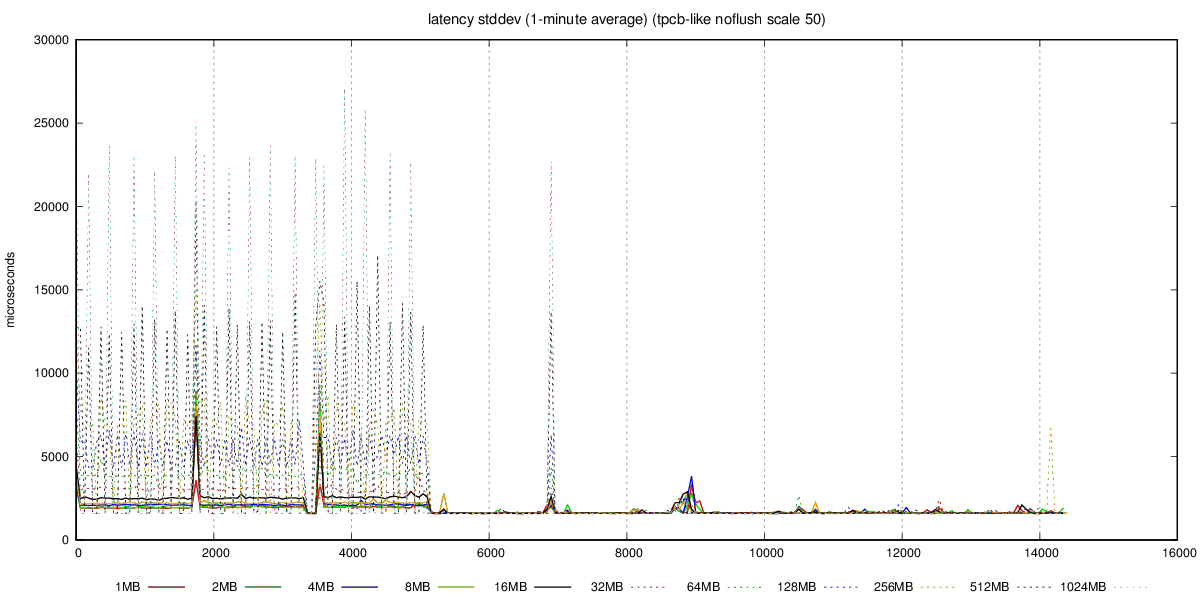 latency stddev (1-minute average) (tpcb-like noflush scale 50)
30000
25000
20000
15000
10000
5000
0
microseconds
0 2000 4000 6000 8000 10000 12000 14000 16000
1MB 2MB 4MB 8MB 16MB 32MB 64MB 128MB 256MB 512MB 1024MB